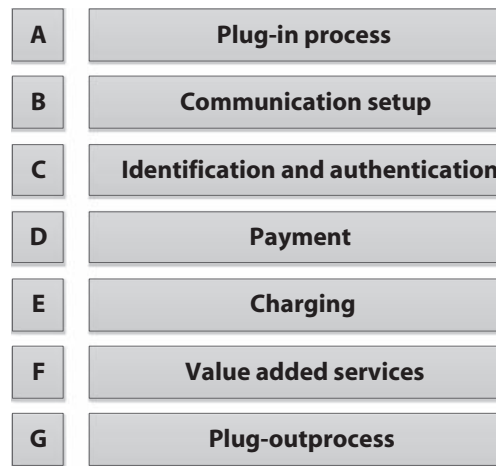 A Plug-in process
B Communication setup
C Identification and authentication
D Payment
E Charging
F Value added services
G Plug-outprocess